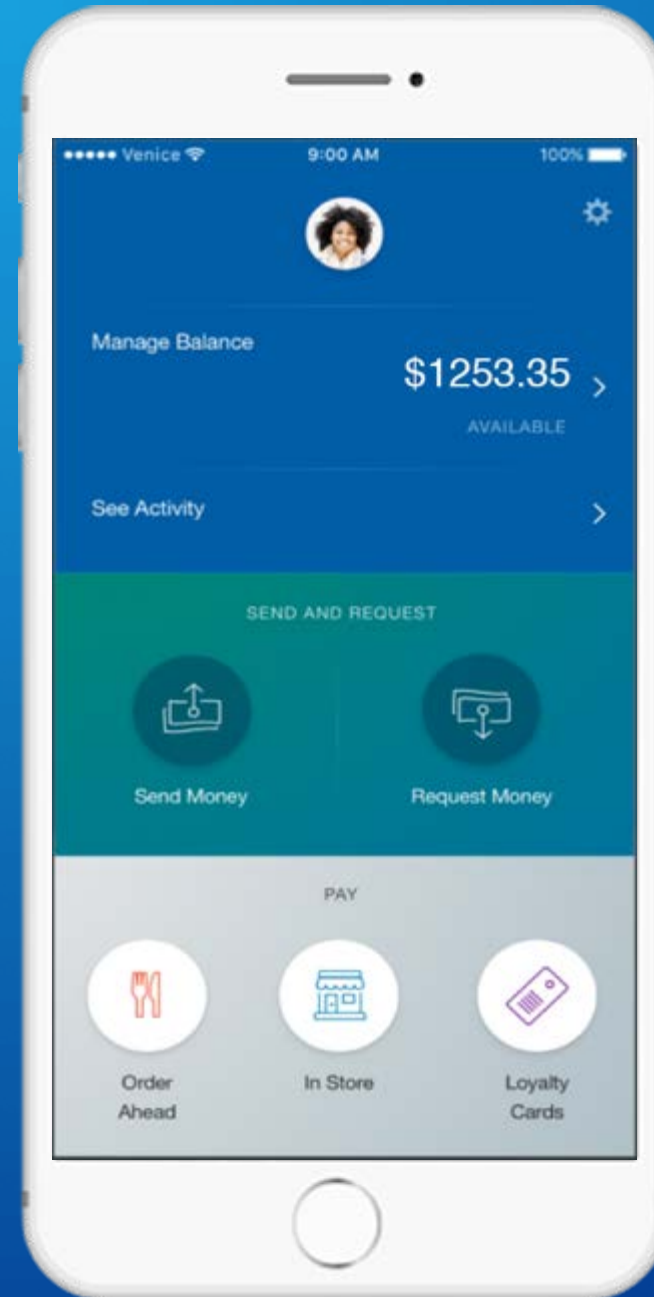 Venice
9:00 AM
100%
Manage Balance
$1253.35
AVAILABLE
See Activity
SEND AND REQUEST
Send Money
Request Money
PAY
Order
Ahead
In Store
Loyalty
Cards